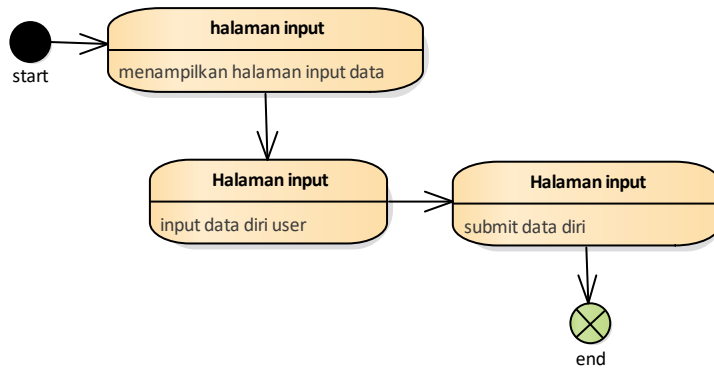 halaman input
start
menampilkan halaman input data
Halaman input
input data diri user
Halaman input
submit data diri
end